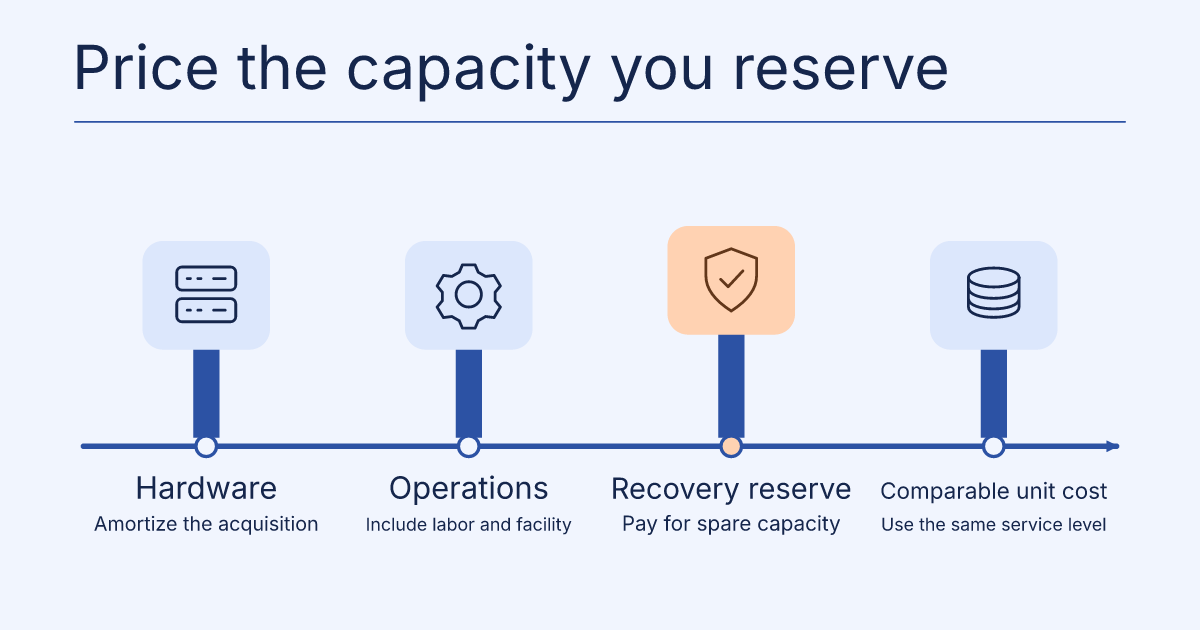 Price the capacity you reserve
Hardware
Amortize the acquisition
Operations
Include labor and facility
Recovery reserve
Pay for spare capacity
Comparable unit cost
Use the same service level